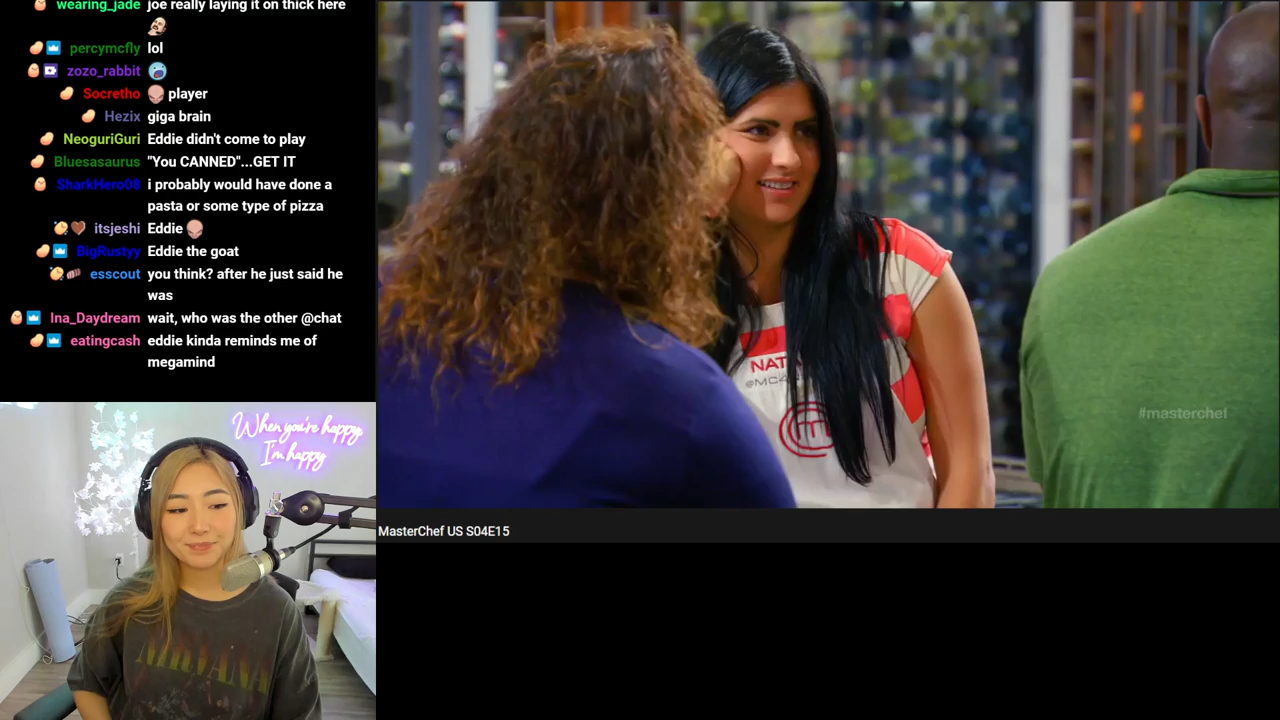 wearing_jade joe really laying it on thick here
percymcfly lol
zozo_rabbit
Socretho player
Hezix giga brain
NeoguriGuri Eddie didn't come to play
Bluesasaurus "You CANNED"...GET IT
SharkHero08 i probably would have done a
pasta or some type of pizza
itsjeshi Eddie
BigRustyy Eddie the goat
esscout you think? after he just said he
was
Ina_Daydream wait, who was the other @chat
eatingcash eddie kinda reminds me of
megamind
When you're happy
I'm happy
NIRVANA
NAT
#masterchef
MasterChef US S04E15